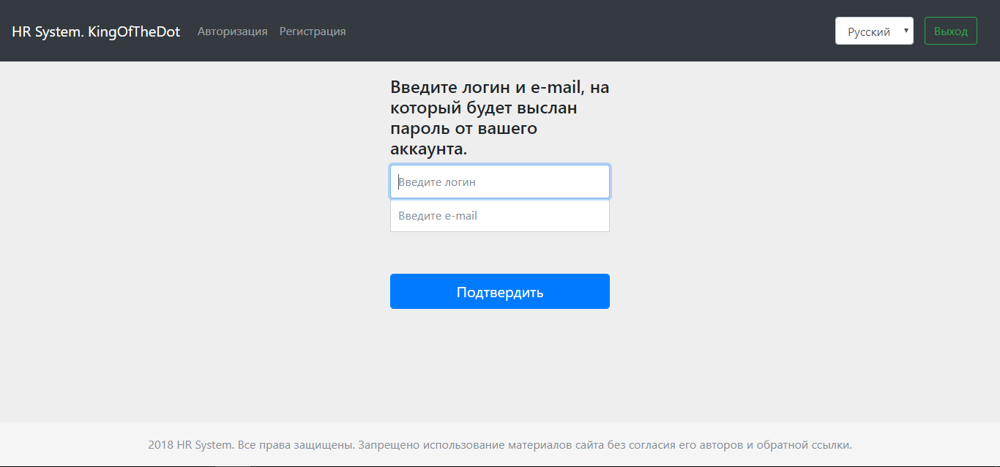 HR System. KingOfTheDot Авторизация Регистрация Русский Выход
Введите логин и e-mail, на
который будет выслан
пароль от вашего
аккаунта.
Введите логин
Введите e-mail
Подтвердить
2018 HR System. Все права защищены. Запрещено использование материалов сайта без согласия его авторов и обратной ссылки.